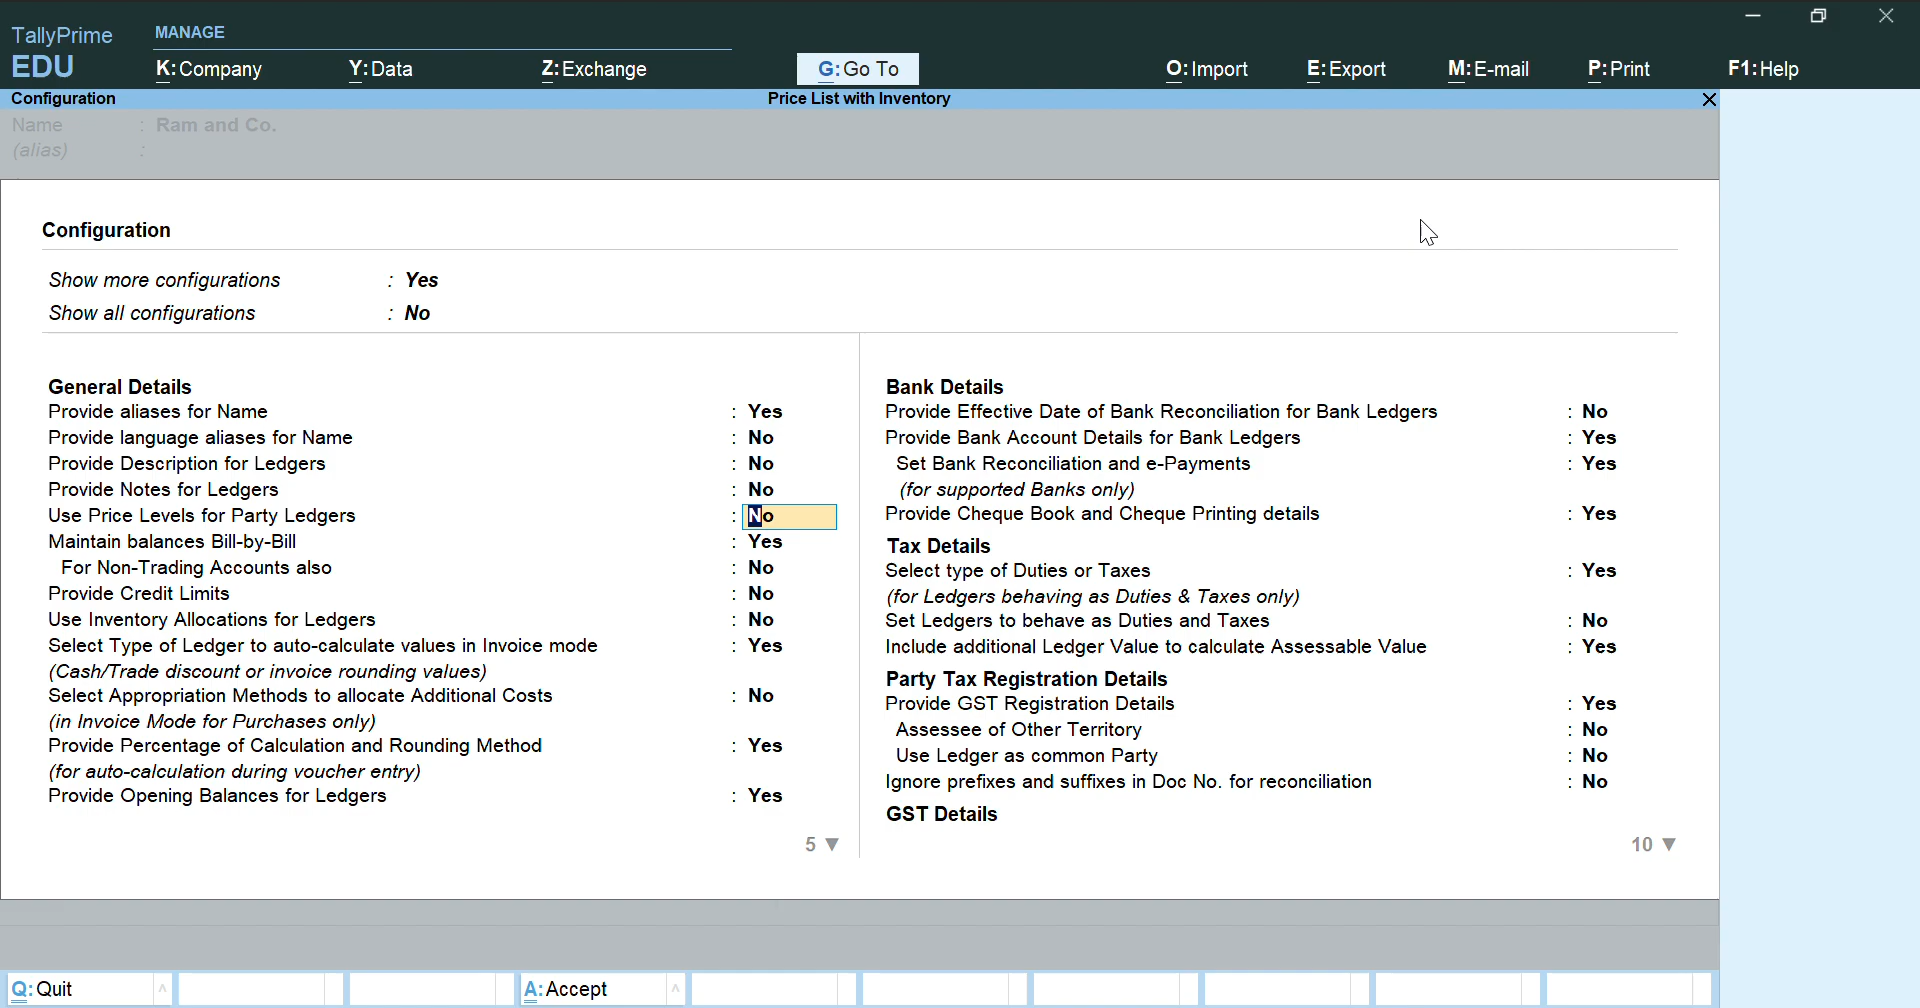 TallyPrime
EDU
MANAGE
K: Company Y: Data Z: Exchange G: Go To O: Import E: Export M: E-mail P: Print F1: Help
Configuration Price List with Inventory
Name : Ram and Co.
(alias) :
Configuration
Show more configurations : Yes
Show all configurations : No
General Details
Provide aliases for Name : Yes
Provide language aliases for Name : No
Provide Description for Ledgers : No
Provide Notes for Ledgers : No
Use Price Levels for Party Ledgers : No
Maintain balances Bill-by-Bill : Yes
For Non-Trading Accounts also : No
Provide Credit Limits : No
Use Inventory Allocations for Ledgers : No
Select Type of Ledger to auto-calculate values in Invoice mode : Yes
(Cash/Trade discount or invoice rounding values)
Select Appropriation Methods to allocate Additional Costs : No
(in Invoice Mode for Purchases only)
Provide Percentage of Calculation and Rounding Method : Yes
(for auto-calculation during voucher entry)
Provide Opening Balances for Ledgers : Yes
5 ▼
Bank Details
Provide Effective Date of Bank Reconciliation for Bank Ledgers : No
Provide Bank Account Details for Bank Ledgers : Yes
Set Bank Reconciliation and e-Payments : Yes
(for supported Banks only)
Provide Cheque Book and Cheque Printing details : Yes
Tax Details
Select type of Duties or Taxes : Yes
(for Ledgers behaving as Duties & Taxes only)
Set Ledgers to behave as Duties and Taxes : No
Include additional Ledger Value to calculate Assessable Value : Yes
Party Tax Registration Details
Provide GST Registration Details : Yes
Assessee of Other Territory : No
Use Ledger as common Party : No
Ignore prefixes and suffixes in Doc No. for reconciliation : No
GST Details
10 ▼
Q: Quit A: Accept